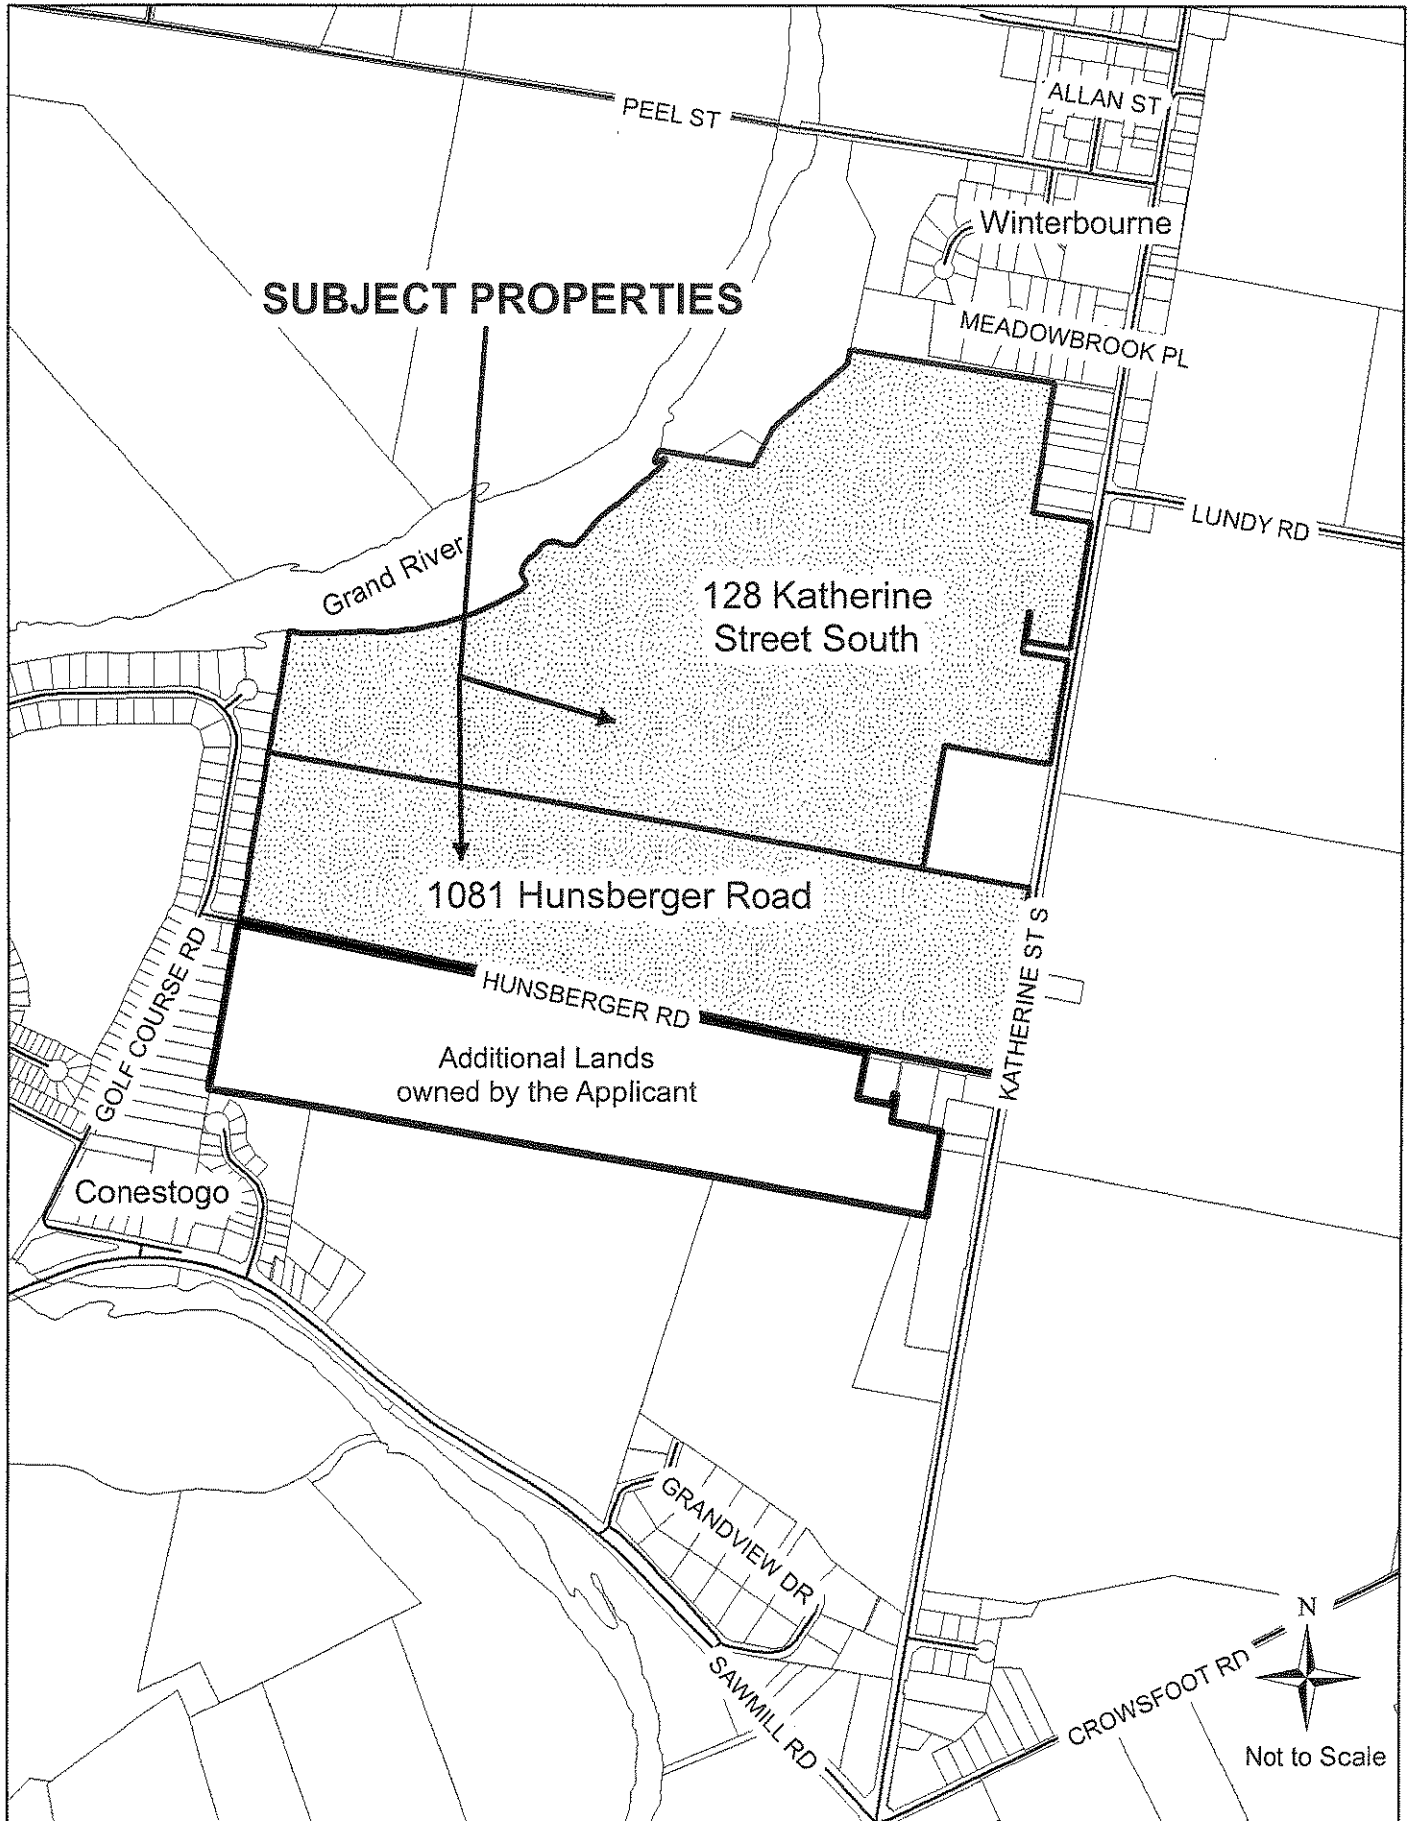 ALLAN ST
PEEL ST
Winterbourne
SUBJECT PROPERTIES
MEADOWBROOK PL
LUNDY RD
Grand River
128 Katherine
Street South
1081 Hunsberger Road
KATHERINE ST S
GOLF COURSE RD
HUNSBERGER RD
Additional Lands
owned by the Applicant
Conestogo
GRANDVIEW DR
SAWMILL RD
CROWSFOOT RD
N
Not to Scale